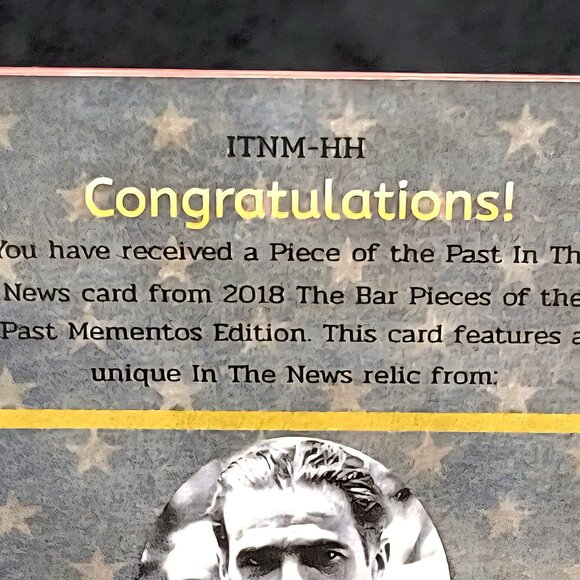 ITNM-HH
Congratulations!
You have received a Piece of the Past In Th
News card from 2018 The Bar Pieces of the
Past Mementos Edition. This card features a
unique In The News relic from: